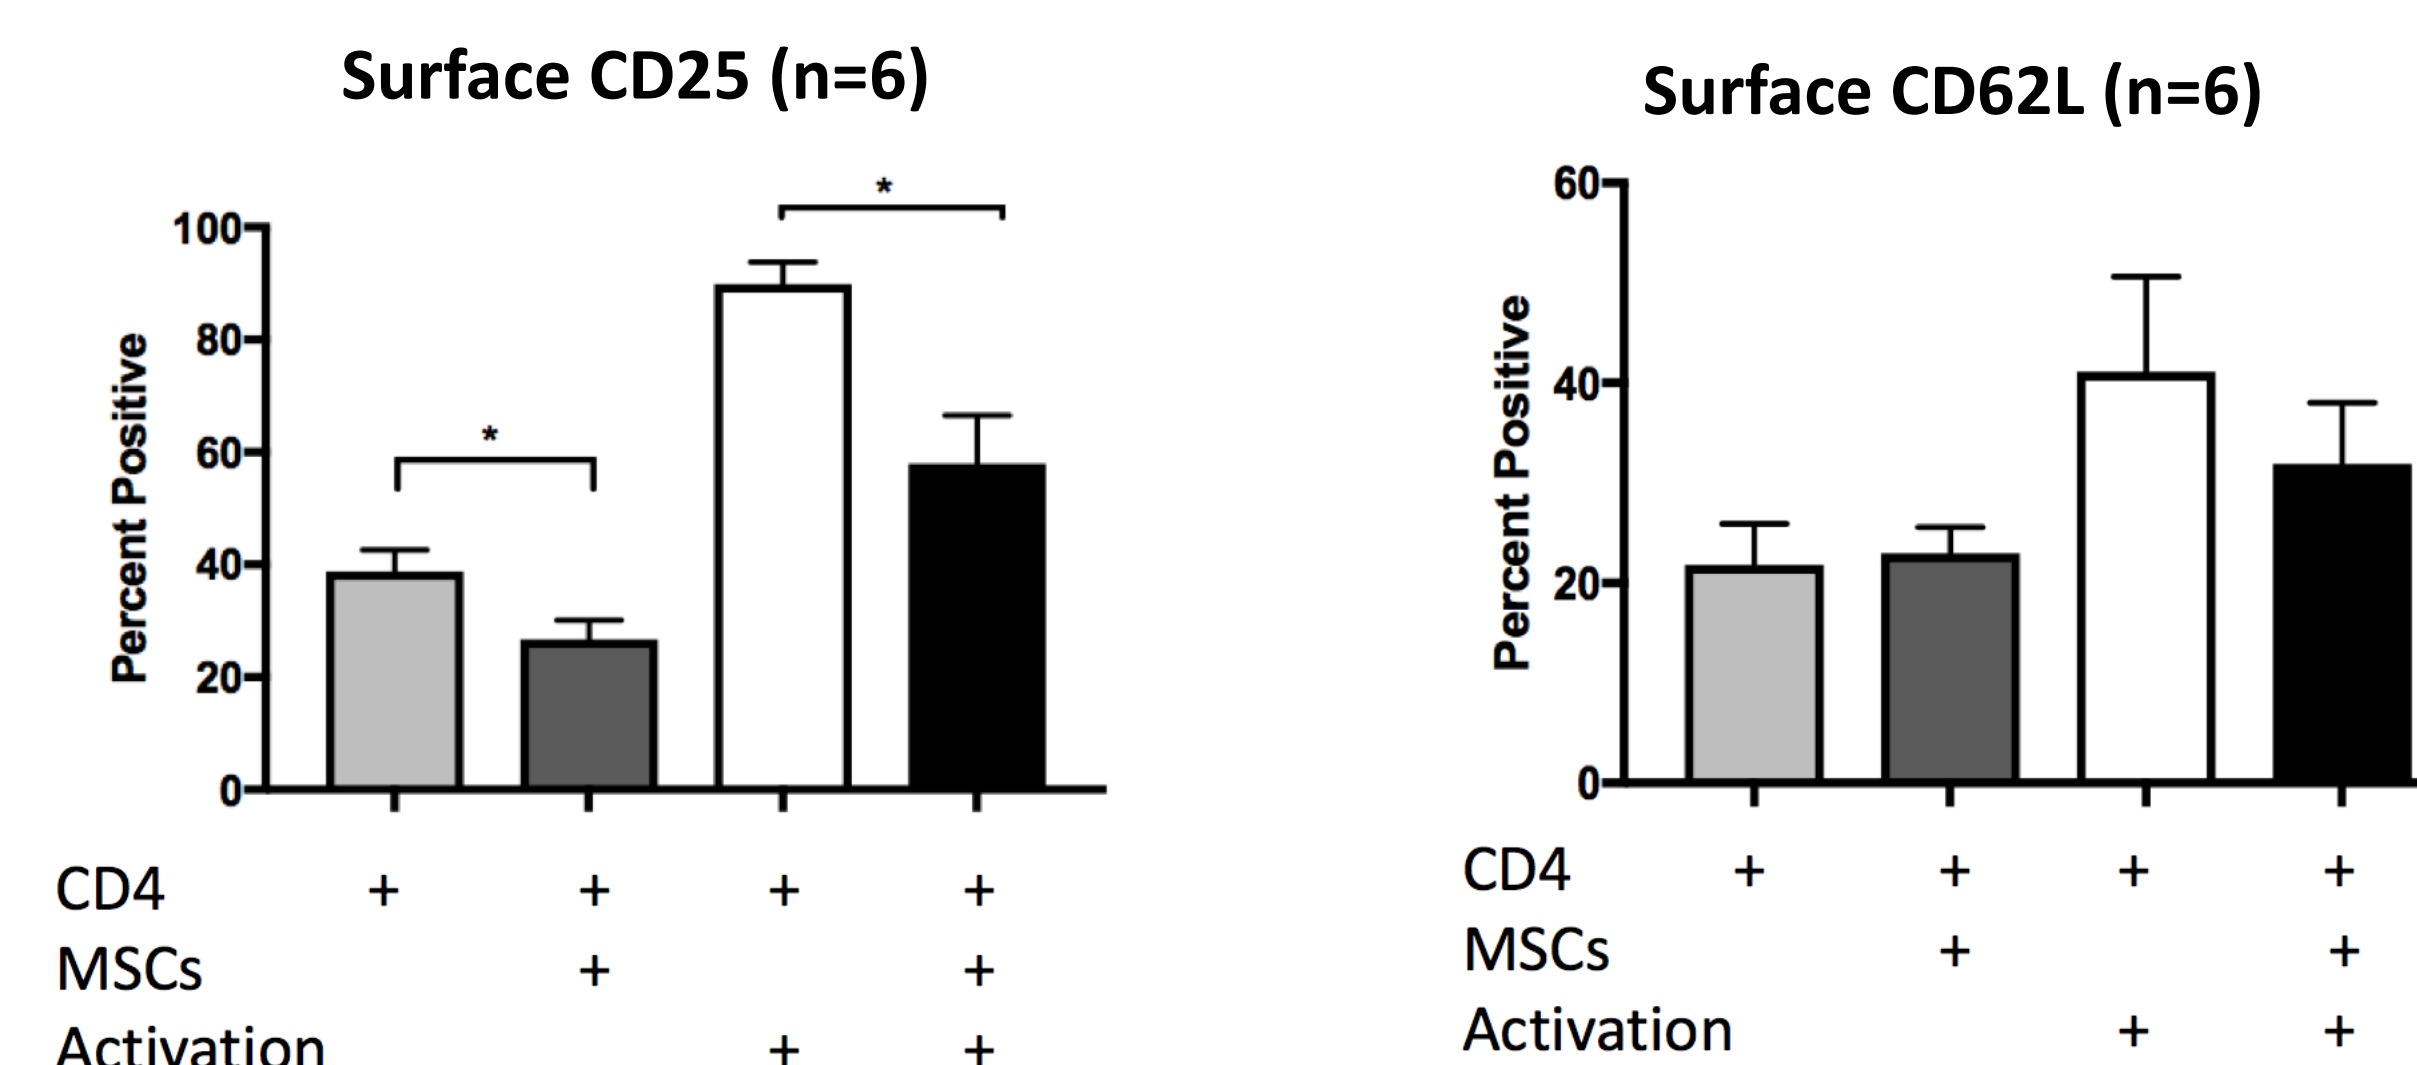 Surface CD25 (n=6)
*
100
80
60
40
20
0
Percent Positive
*
CD4 + + + +
MSCs + +
Activation + +
Surface CD62L (n=6)
60
40
20
0
Percent Positive
CD4 + + + +
MSCs + +
Activation + +